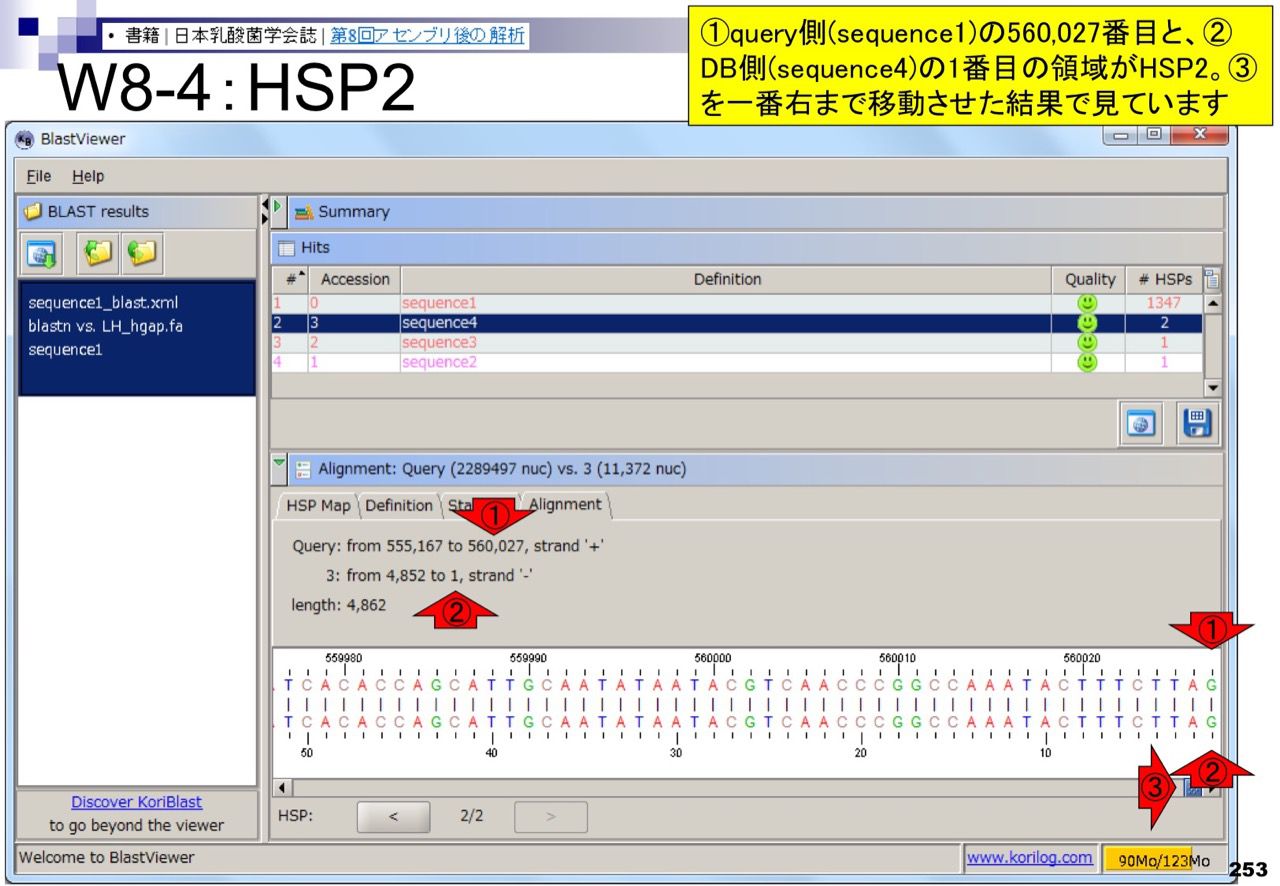 • 書籍 | 日本乳酸菌学会誌 | 第8回アセンブリ後の解析
W8-4:HSP2
①query側(sequence1)の560,027番目と、②
DB側(sequence4)の1番目の領域がHSP2。③
を一番右まで移動させた結果で見ています
BlastViewer
File Help
BLAST results
Summary
Hits
# Accession Definition Quality # HSPs
1 0 sequence1 1347
2 3 sequence4 2
3 2 sequence3 1
4 1 sequence2 1
sequence1_blast.xml
blastn vs. LH_hgap.fa
sequence1
Alignment: Query (2289497 nuc) vs. 3 (11,372 nuc)
HSP Map Definition Sta ① Alignment
Query: from 555,167 to 560,027, strand '+'
3: from 4,852 to 1, strand '-'
length: 4,862
②
①
559980 559990 560000 560010 560020
TCACACCAGCATTGCAATATAATACGTCAACCCGGCCAAATACTTTCTTAG
TCACACCAGCATTGCAATATAATACGTCAACCCGGCCAAATACTTTCTTAG
50 40 30 20 10
③ ②
HSP: < 2/2 >
Discover KoriBlast
to go beyond the viewer
Welcome to BlastViewer
www.korilog.com
90Mo/123Mo
253